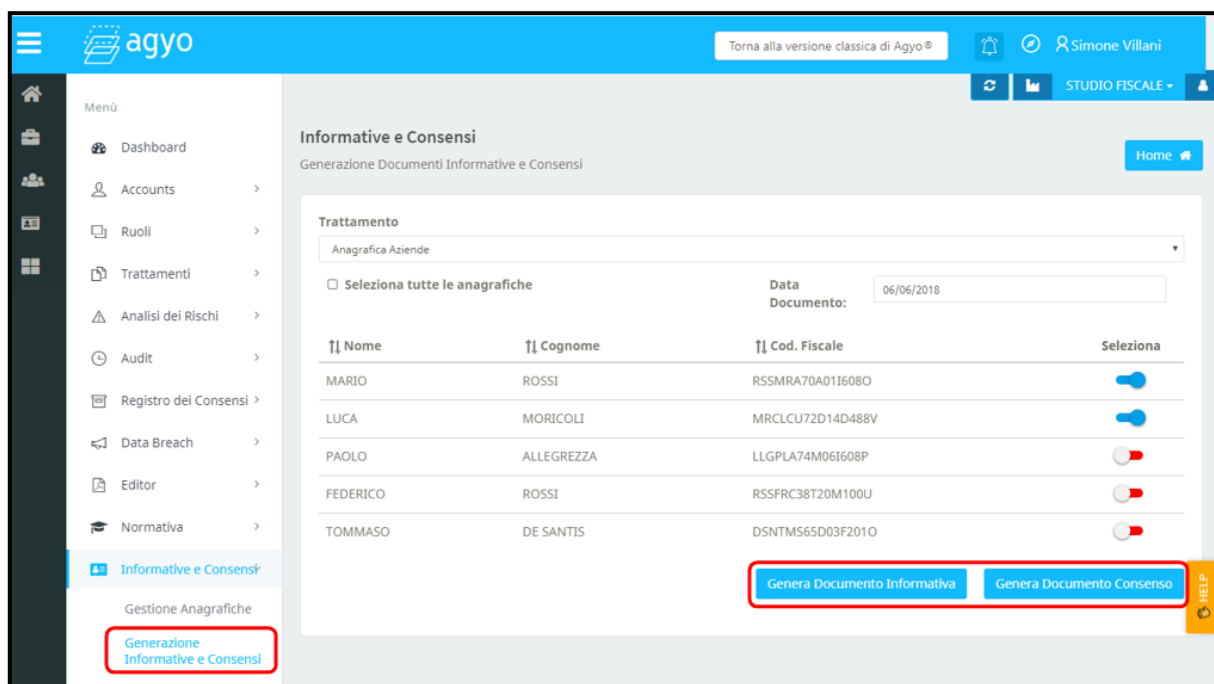 agyo
Torna alla versione classica di Agyo®
Simone Villani
STUDIO FISCALE
Menù
Dashboard
Accounts
Ruoli
Trattamenti
Analisi dei Rischi
Audit
Registro dei Consensi
Data Breach
Editor
Normativa
Informative e Consensi
Gestione Anagrafiche
Generazione
Informative e Consensi
Informative e Consensi
Generazione Documenti Informative e Consensi
Home
Trattamento
Anagrafica Aziende
Seleziona tutte le anagrafiche
Data
Documento:
06/06/2018
Nome Cognome Cod. Fiscale Seleziona
MARIO ROSSI RSSMRA70A01I608O
LUCA MORICOLI MRCLCU72D14D488V
PAOLO ALLEGREZZA LLGPLA74M06I608P
FEDERICO ROSSI RSSFRC38T20M100U
TOMMASO DE SANTIS DSNTMS65D03F201O
Genera Documento Informativa Genera Documento Consenso
HELP